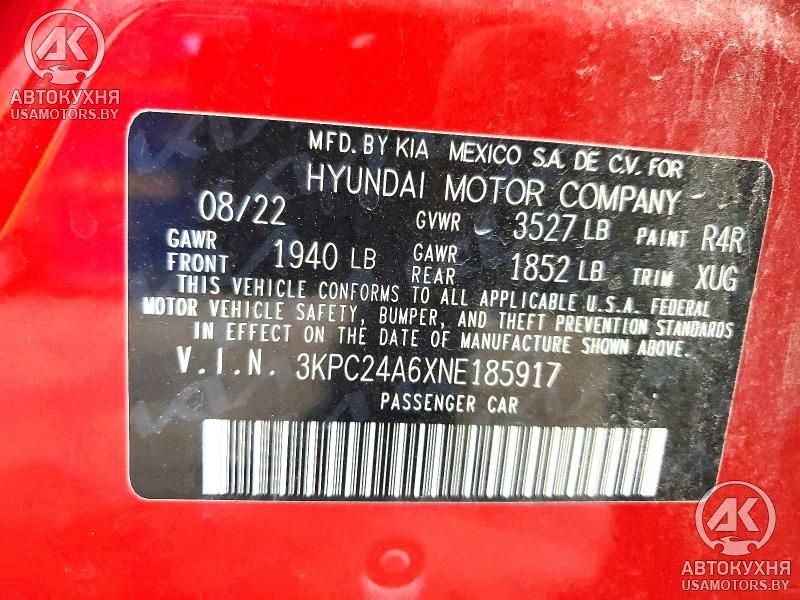 AK
АВТОКУХНЯ
USAMOTORS.BY
MFD. BY KIA MEXICO S.A. DE C.V. FOR
HYUNDAI MOTOR COMPANY
08/22 GVWR 3527 LB PAINT R4R
GAWR FRONT 1940 LB GAWR REAR 1852 LB TRIM XUG
THIS VEHICLE CONFORMS TO ALL APPLICABLE U.S.A. FEDERAL
MOTOR VEHICLE SAFETY, BUMPER, AND THEFT PREVENTION STANDARDS
IN EFFECT ON THE DATE OF MANUFACTURE SHOWN ABOVE.
V.I.N. 3KPC24A6XNE185917
PASSENGER CAR
AK
АВТОКУХНЯ
USAMOTORS.BY